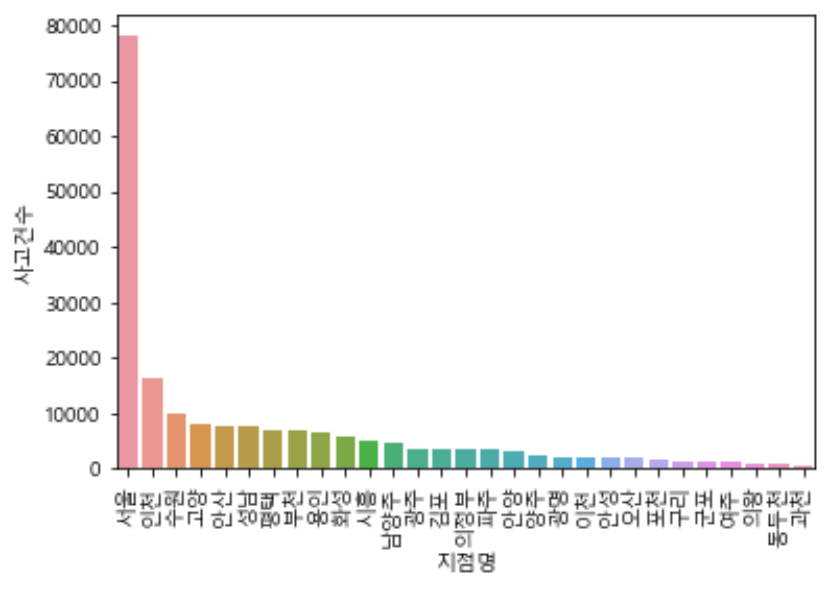 80000
70000
60000
50000
40000
30000
20000
10000
0
사고건수
서울
인천
수원
고양
안산
성남
평택
부천
용인
화성
시흥
남양주
광주
김포
의정부
파주
안양
양주
광명
이천
안성
오산
포천
구리
군포
여주
의왕
동두천
과천
지점명